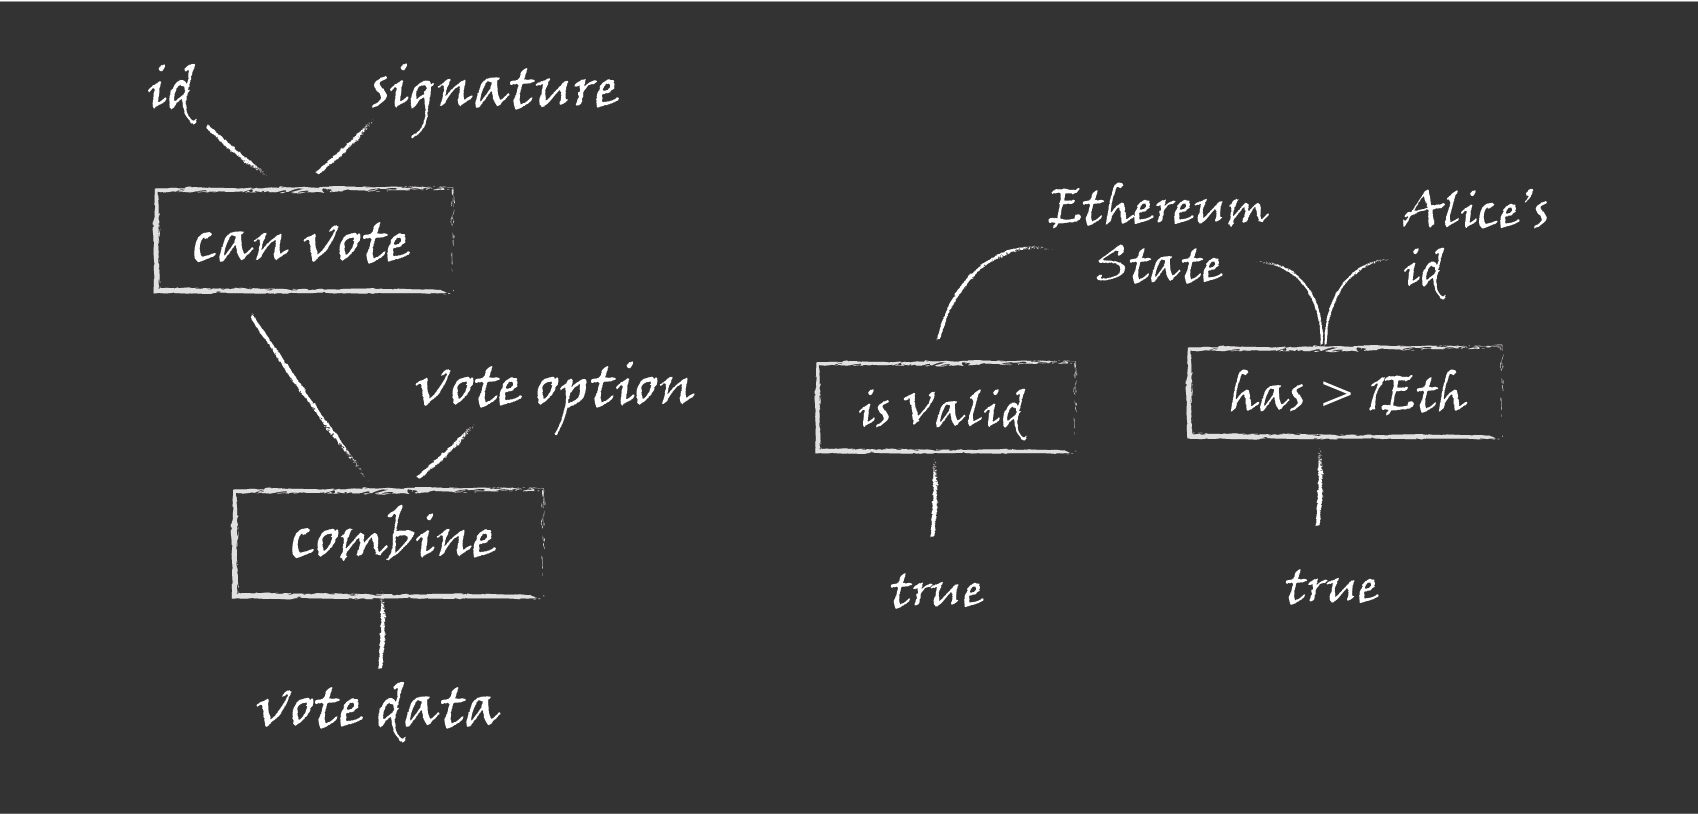 id
signature
can vote
vote option
combine
vote data
Ethereum
State
Alice's
id
is Valid
has > 1Eth
true
true